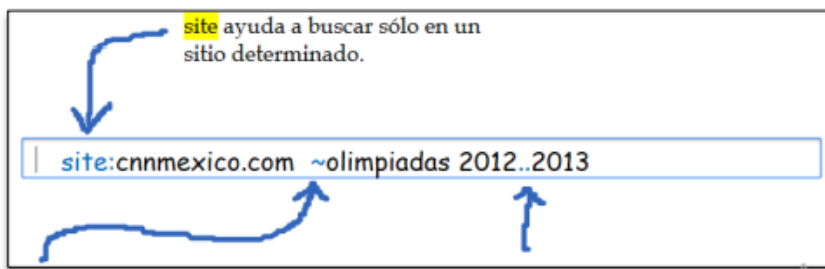 site ayuda a buscar sólo en un
sitio determinado.
site:cnnmexico.com ~olimpiadas 2012..2013